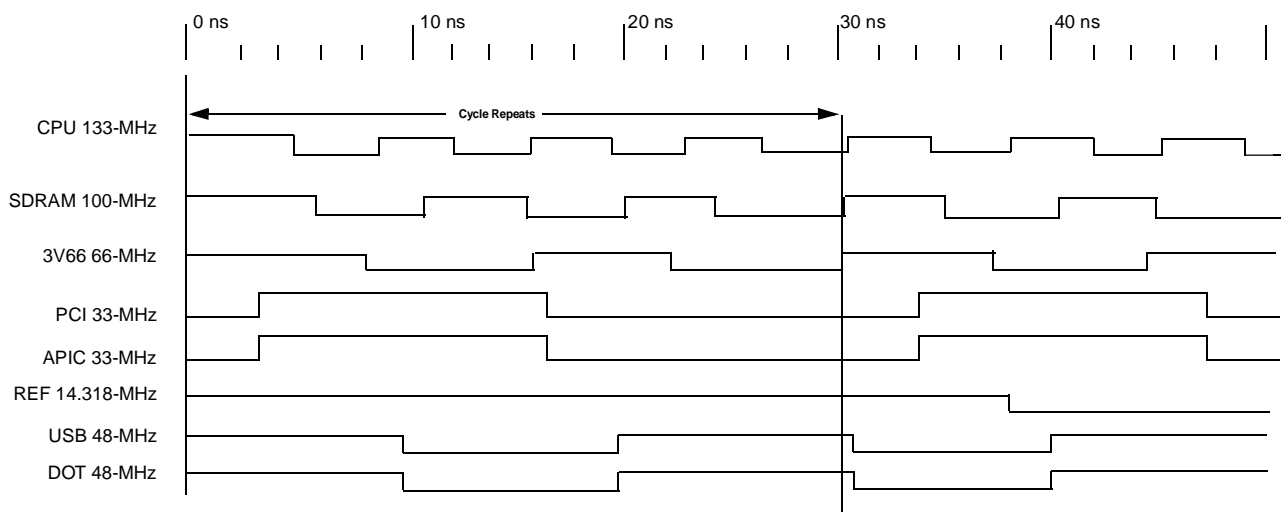 0 ns 10 ns 20 ns 30 ns 40 ns
Cycle Repeats
CPU 133-MHz
SDRAM 100-MHz
3V66 66-MHz
PCI 33-MHz
APIC 33-MHz
REF 14.318-MHz
USB 48-MHz
DOT 48-MHz